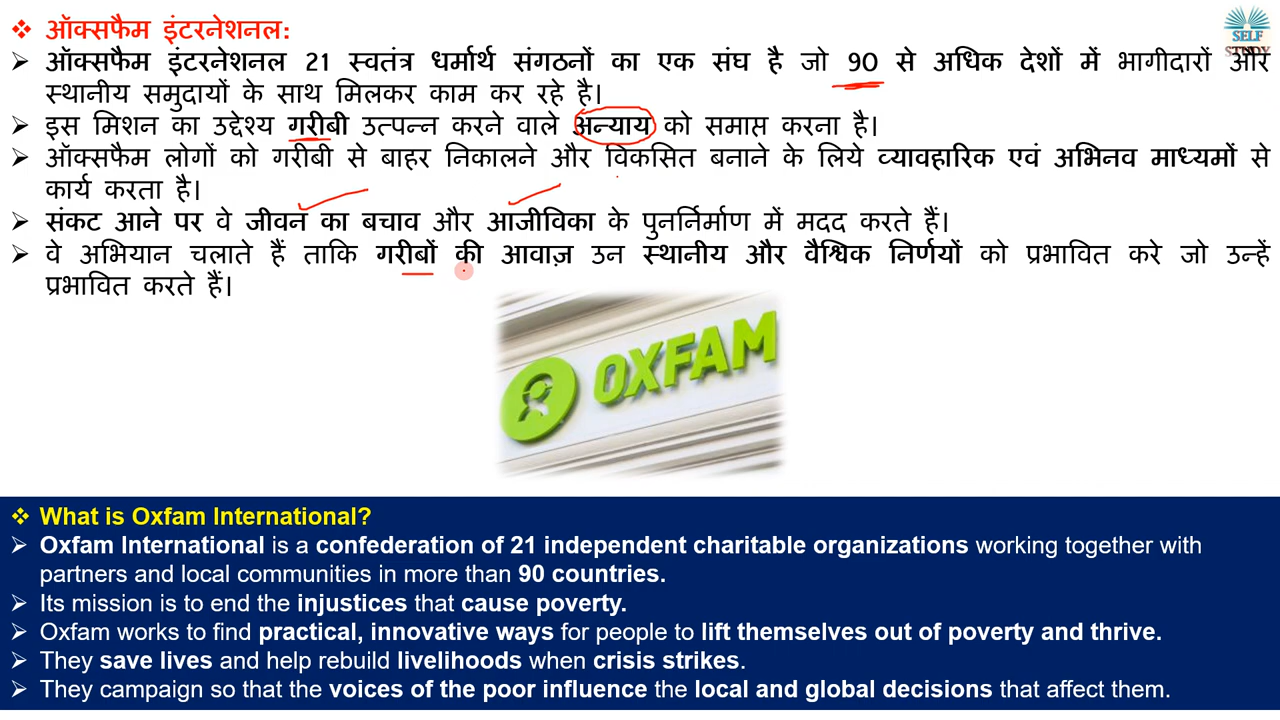 ❖ ऑक्सफैम इंटरनेशनल:
➢ ऑक्सफैम इंटरनेशनल 21 स्वतंत्र धर्मार्थ संगठनों का एक संघ है जो 90 से अधिक देशों में भागीदारों और
स्थानीय समुदायों के साथ मिलकर काम कर रहे है।
➢ इस मिशन का उद्देश्य गरीबी उत्पन्न करने वाले अन्याय को समाप्त करना है।
➢ ऑक्सफैम लोगों को गरीबी से बाहर निकालने और विकसित बनाने के लिये व्यावहारिक एवं अभिनव माध्यमों से
कार्य करता है।
➢ संकट आने पर वे जीवन का बचाव और आजीविका के पुनर्निर्माण में मदद करते हैं।
➢ वे अभियान चलाते हैं ताकि गरीबों की आवाज़ उन स्थानीय और वैश्विक निर्णयों को प्रभावित करे जो उन्हें
प्रभावित करते हैं।
SELF
STUDY
OXFAM
❖ What is Oxfam International?
➢ Oxfam International is a confederation of 21 independent charitable organizations working together with
partners and local communities in more than 90 countries.
➢ Its mission is to end the injustices that cause poverty.
➢ Oxfam works to find practical, innovative ways for people to lift themselves out of poverty and thrive.
➢ They save lives and help rebuild livelihoods when crisis strikes.
➢ They campaign so that the voices of the poor influence the local and global decisions that affect them.